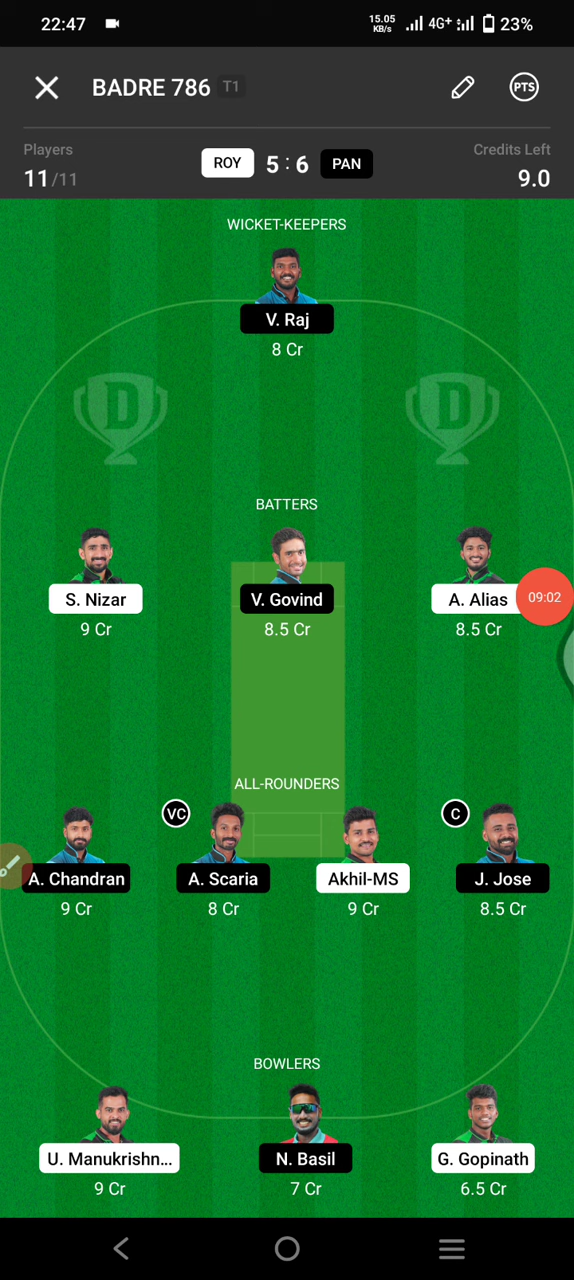 22:47 15.05 KB/s 4G+ 23%
BADRE 786 T1 PTS
Players Credits Left
11/11 ROY 5 : 6 PAN 9.0
WICKET-KEEPERS
V. Raj
8 Cr
D D
BATTERS
S. Nizar V. Govind A. Alias 09:02
9 Cr 8.5 Cr 8.5 Cr
ALL-ROUNDERS
VC C
A. Chandran A. Scaria Akhil-MS J. Jose
9 Cr 8 Cr 9 Cr 8.5 Cr
BOWLERS
U. Manukrishn... N. Basil G. Gopinath
9 Cr 7 Cr 6.5 Cr